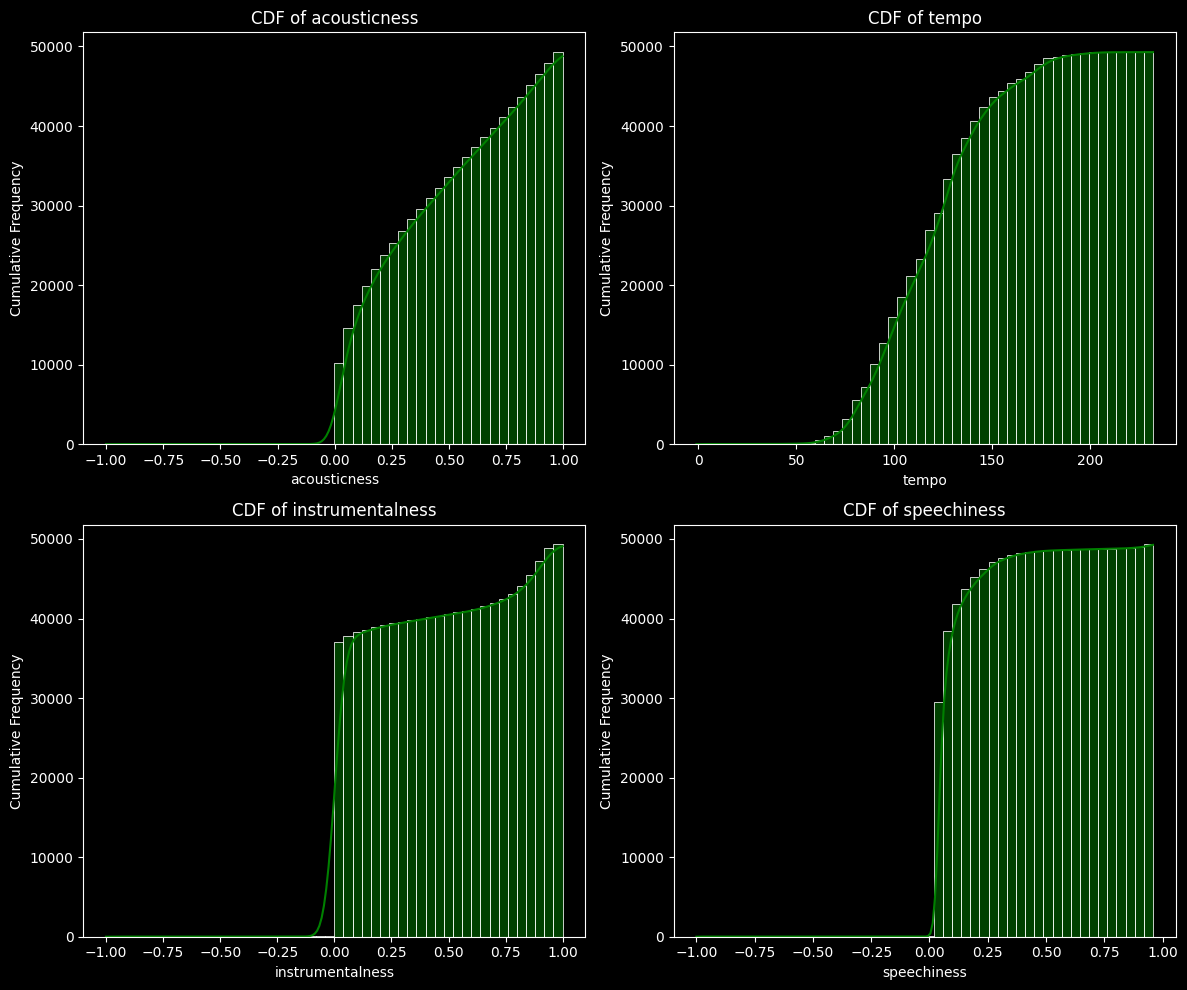 CDF of acousticness
50000
40000
30000
20000
10000
0
Cumulative Frequency
−1.00 −0.75 −0.50 −0.25 0.00 0.25 0.50 0.75 1.00
acousticness
CDF of tempo
50000
40000
30000
20000
10000
0
Cumulative Frequency
0 50 100 150 200
tempo
CDF of instrumentalness
50000
40000
30000
20000
10000
0
Cumulative Frequency
−1.00 −0.75 −0.50 −0.25 0.00 0.25 0.50 0.75 1.00
instrumentalness
CDF of speechiness
50000
40000
30000
20000
10000
0
Cumulative Frequency
−1.00 −0.75 −0.50 −0.25 0.00 0.25 0.50 0.75 1.00
speechiness